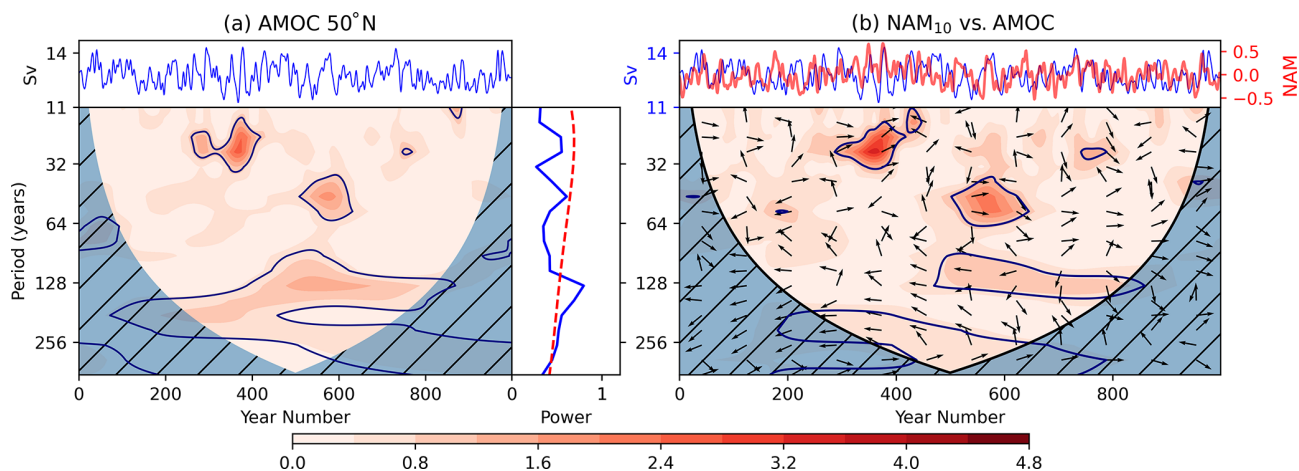 (a) AMOC 50°N
(b) NAM₁₀ vs. AMOC
Sv
14
Sv
14
0.5
0.0
−0.5
NAM
11
32
64
128
256
Period (years)
11
32
64
128
256
0 200 400 600 800 0 1
0 200 400 600 800
Year Number
Power
Year Number
0.0 0.8 1.6 2.4 3.2 4.0 4.8